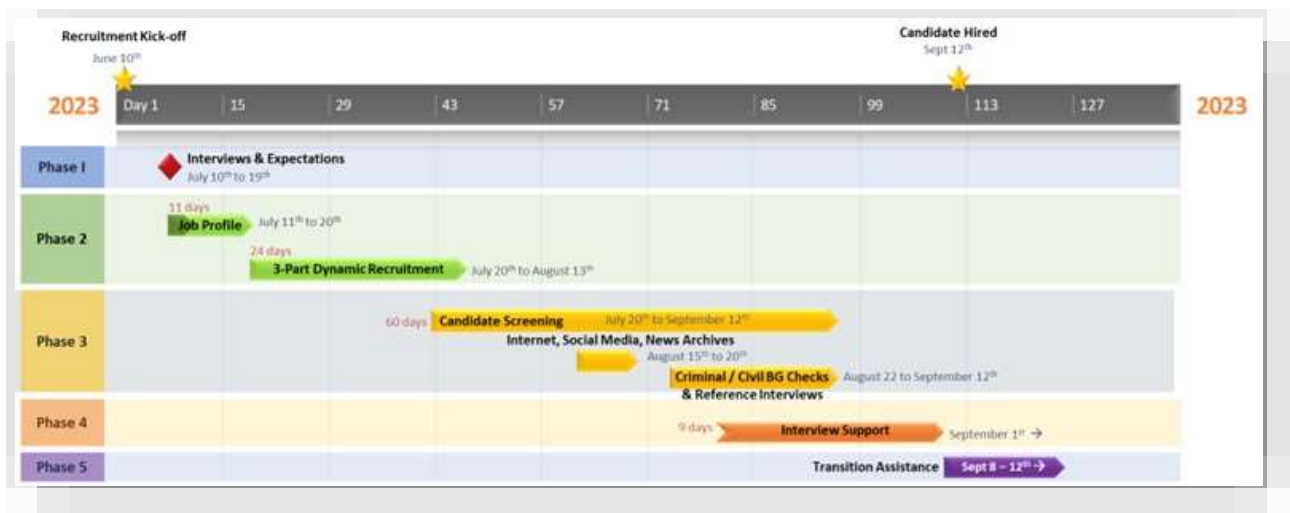 Recruitment Kick-off
June 10th
Candidate Hired
Sept 12th
2023
Day 1
15
29
43
57
71
85
99
113
127
2023
Phase I
Interviews & Expectations
July 10th to 19th
Phase 2
11 days
Job Profile
July 11th to 20th
24 days
3-Part Dynamic Recruitment
July 20th to August 13th
Phase 3
60 days
Candidate Screening
July 20th to September 12th
Internet, Social Media, News Archives
August 15th to 20th
Criminal / Civil BG Checks
August 22 to September 12th
& Reference Interviews
Phase 4
9 days
Interview Support
September 1st →
Phase 5
Transition Assistance
Sept 8 – 12th →